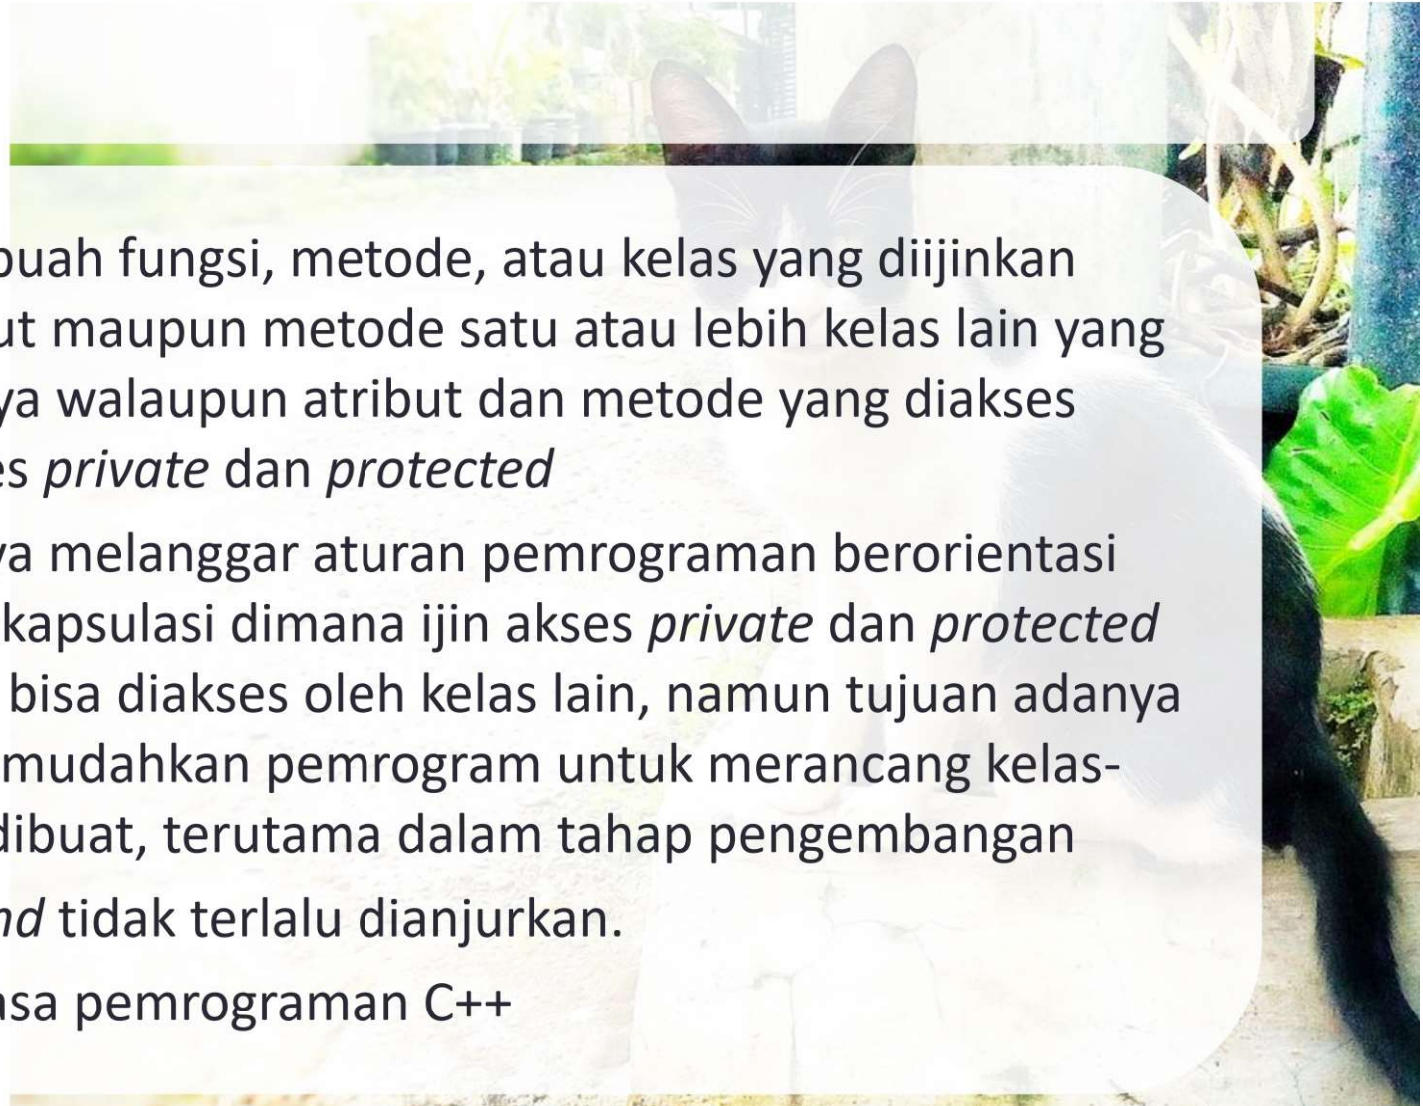 buah fungsi, metode, atau kelas yang diijinkan
ut maupun metode satu atau lebih kelas lain yang
ya walaupun atribut dan metode yang diakses
es private dan protected
ya melanggar aturan pemrograman berorientasi
kapsulasi dimana ijin akses private dan protected
bisa diakses oleh kelas lain, namun tujuan adanya
mudahkan pemrogram untuk merancang kelas-
dibuat, terutama dalam tahap pengembangan
nd tidak terlalu dianjurkan.
asa pemrograman C++